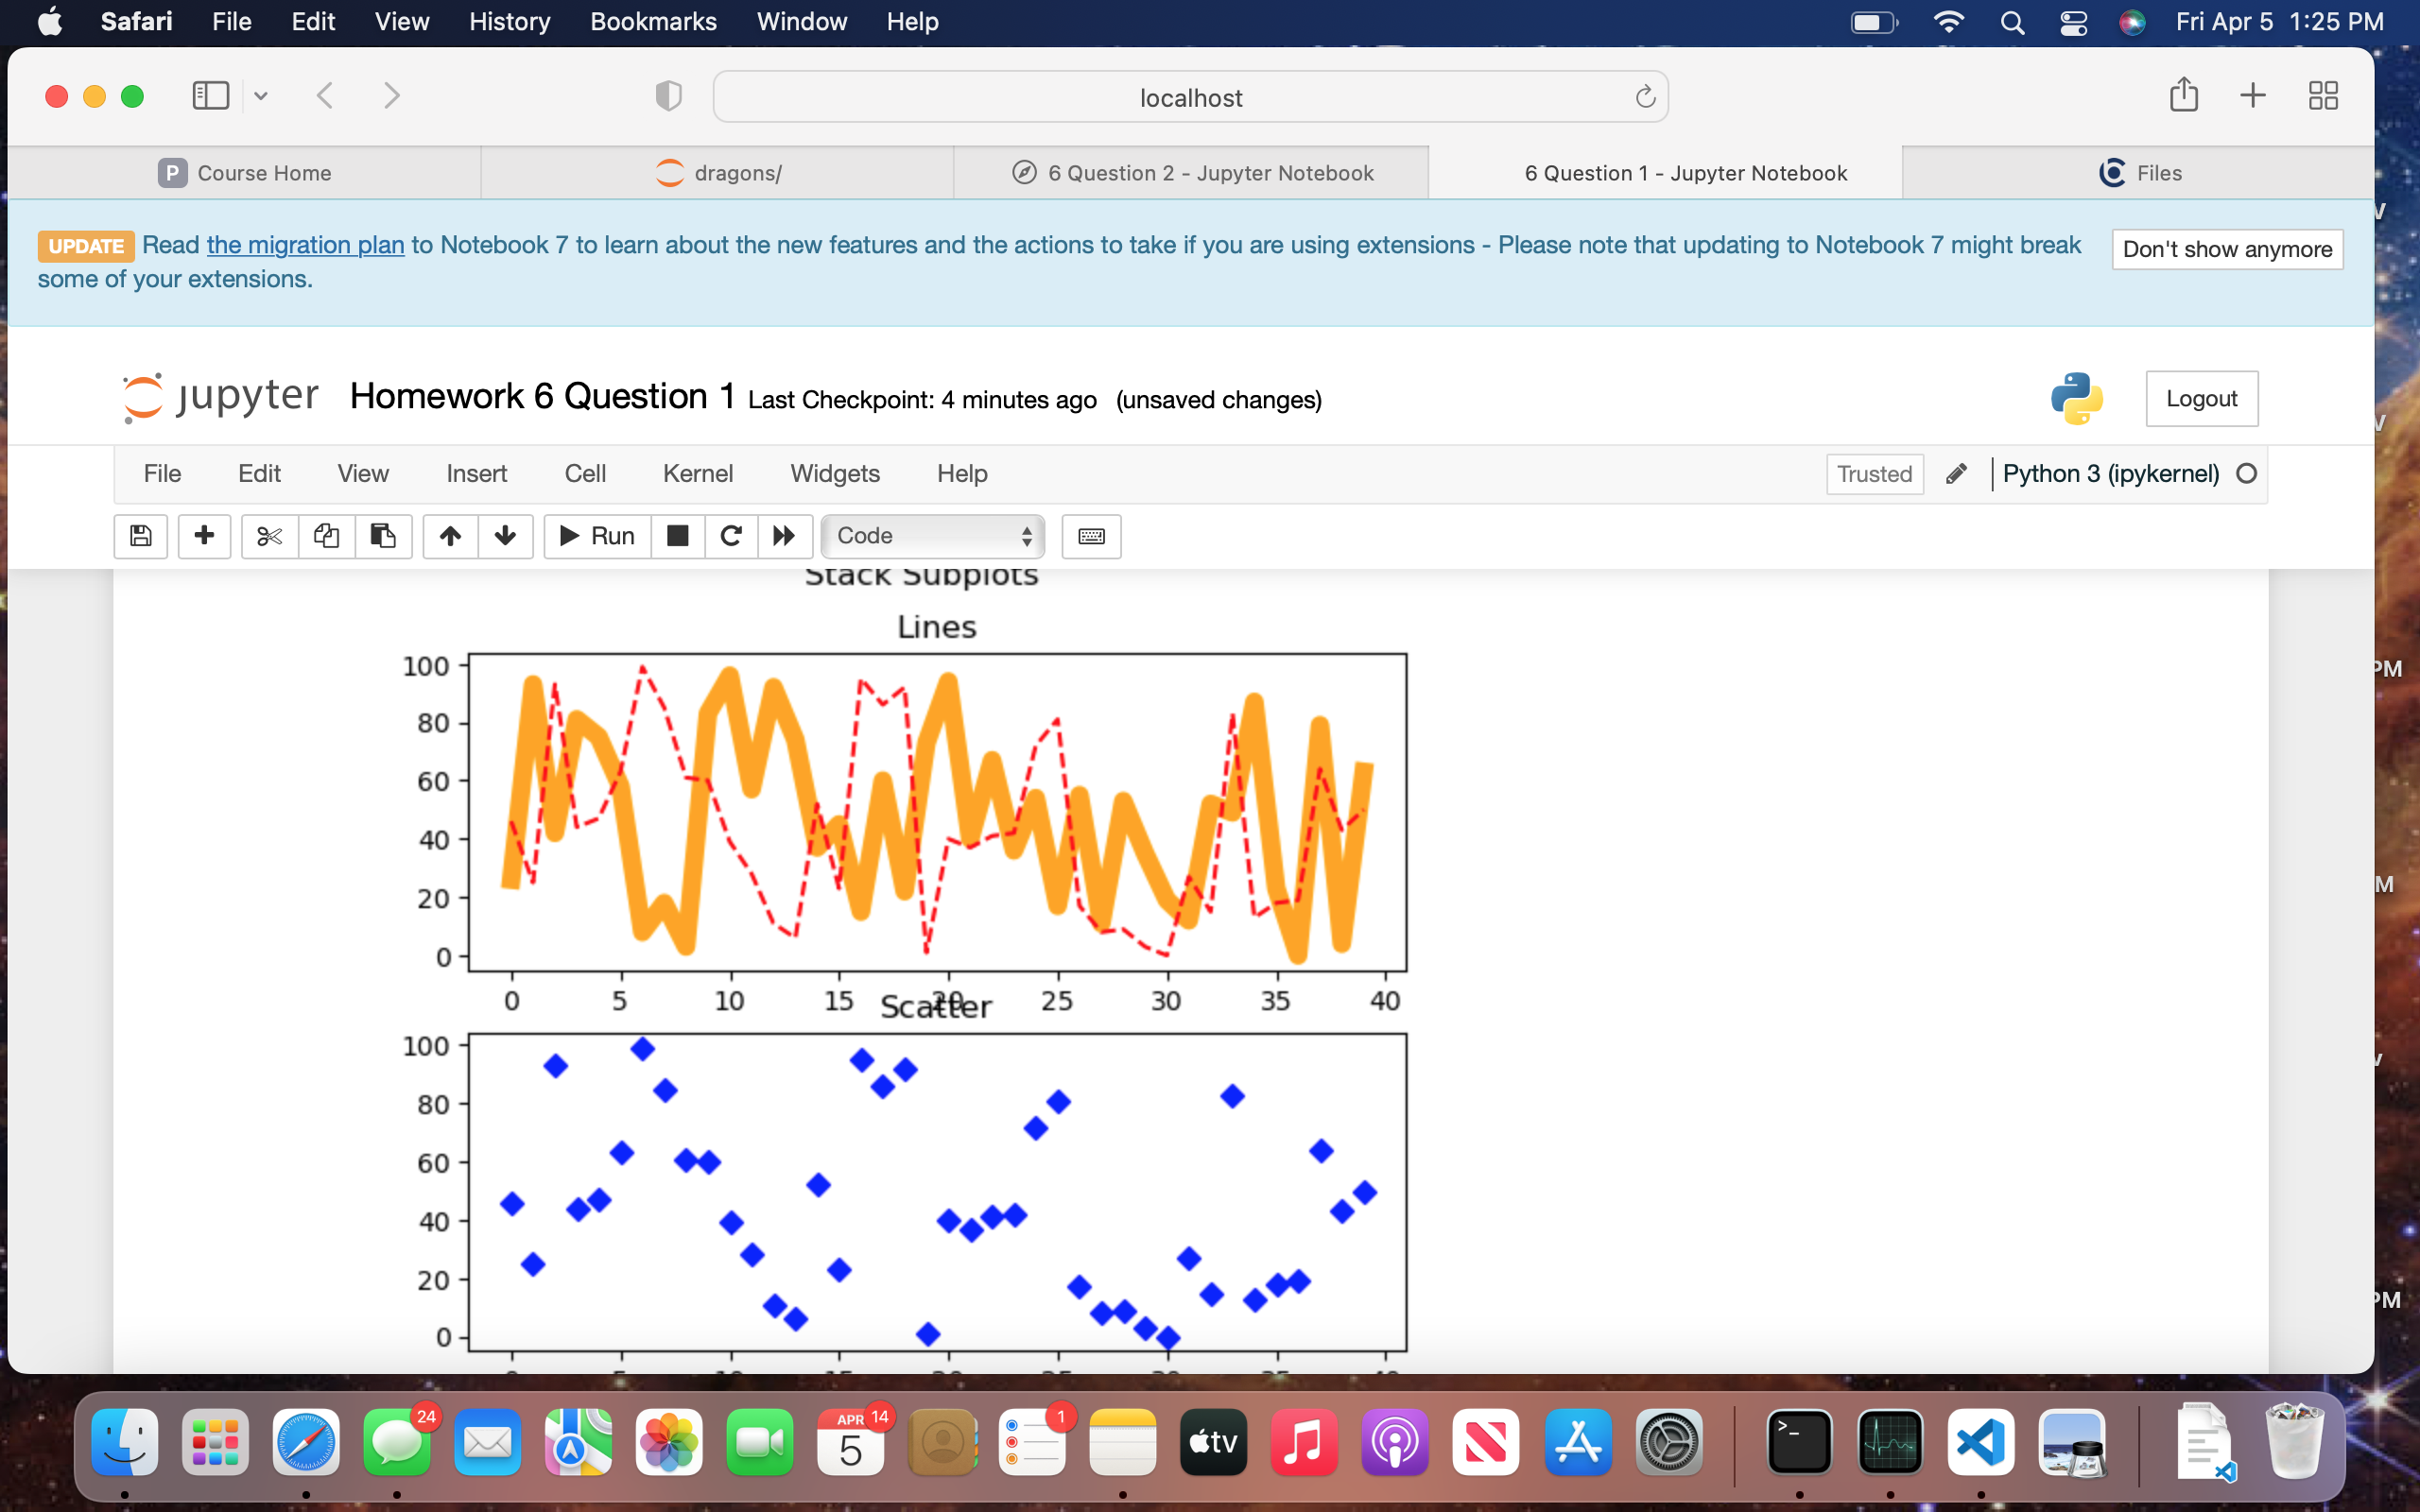 Safari File Edit View History Bookmarks Window Help Fri Apr 5 1:25 PM
localhost
P Course Home dragons/ 6 Question 2 - Jupyter Notebook 6 Question 1 - Jupyter Notebook Files
UPDATE Read the migration plan to Notebook 7 to learn about the new features and the actions to take if you are using extensions - Please note that updating to Notebook 7 might break
some of your extensions.
Don't show anymore
jupyter Homework 6 Question 1 Last Checkpoint: 4 minutes ago (unsaved changes)
Logout
File Edit View Insert Cell Kernel Widgets Help Trusted Python 3 (ipykernel)
Run Code
Stack Subplots
Lines
100
80
60
40
20
0
0 5 10 15 20 25 30 35 40
Scatter
100
80
60
40
20
0
PM
M
PM
24 APR 14 1
5
tv
>_